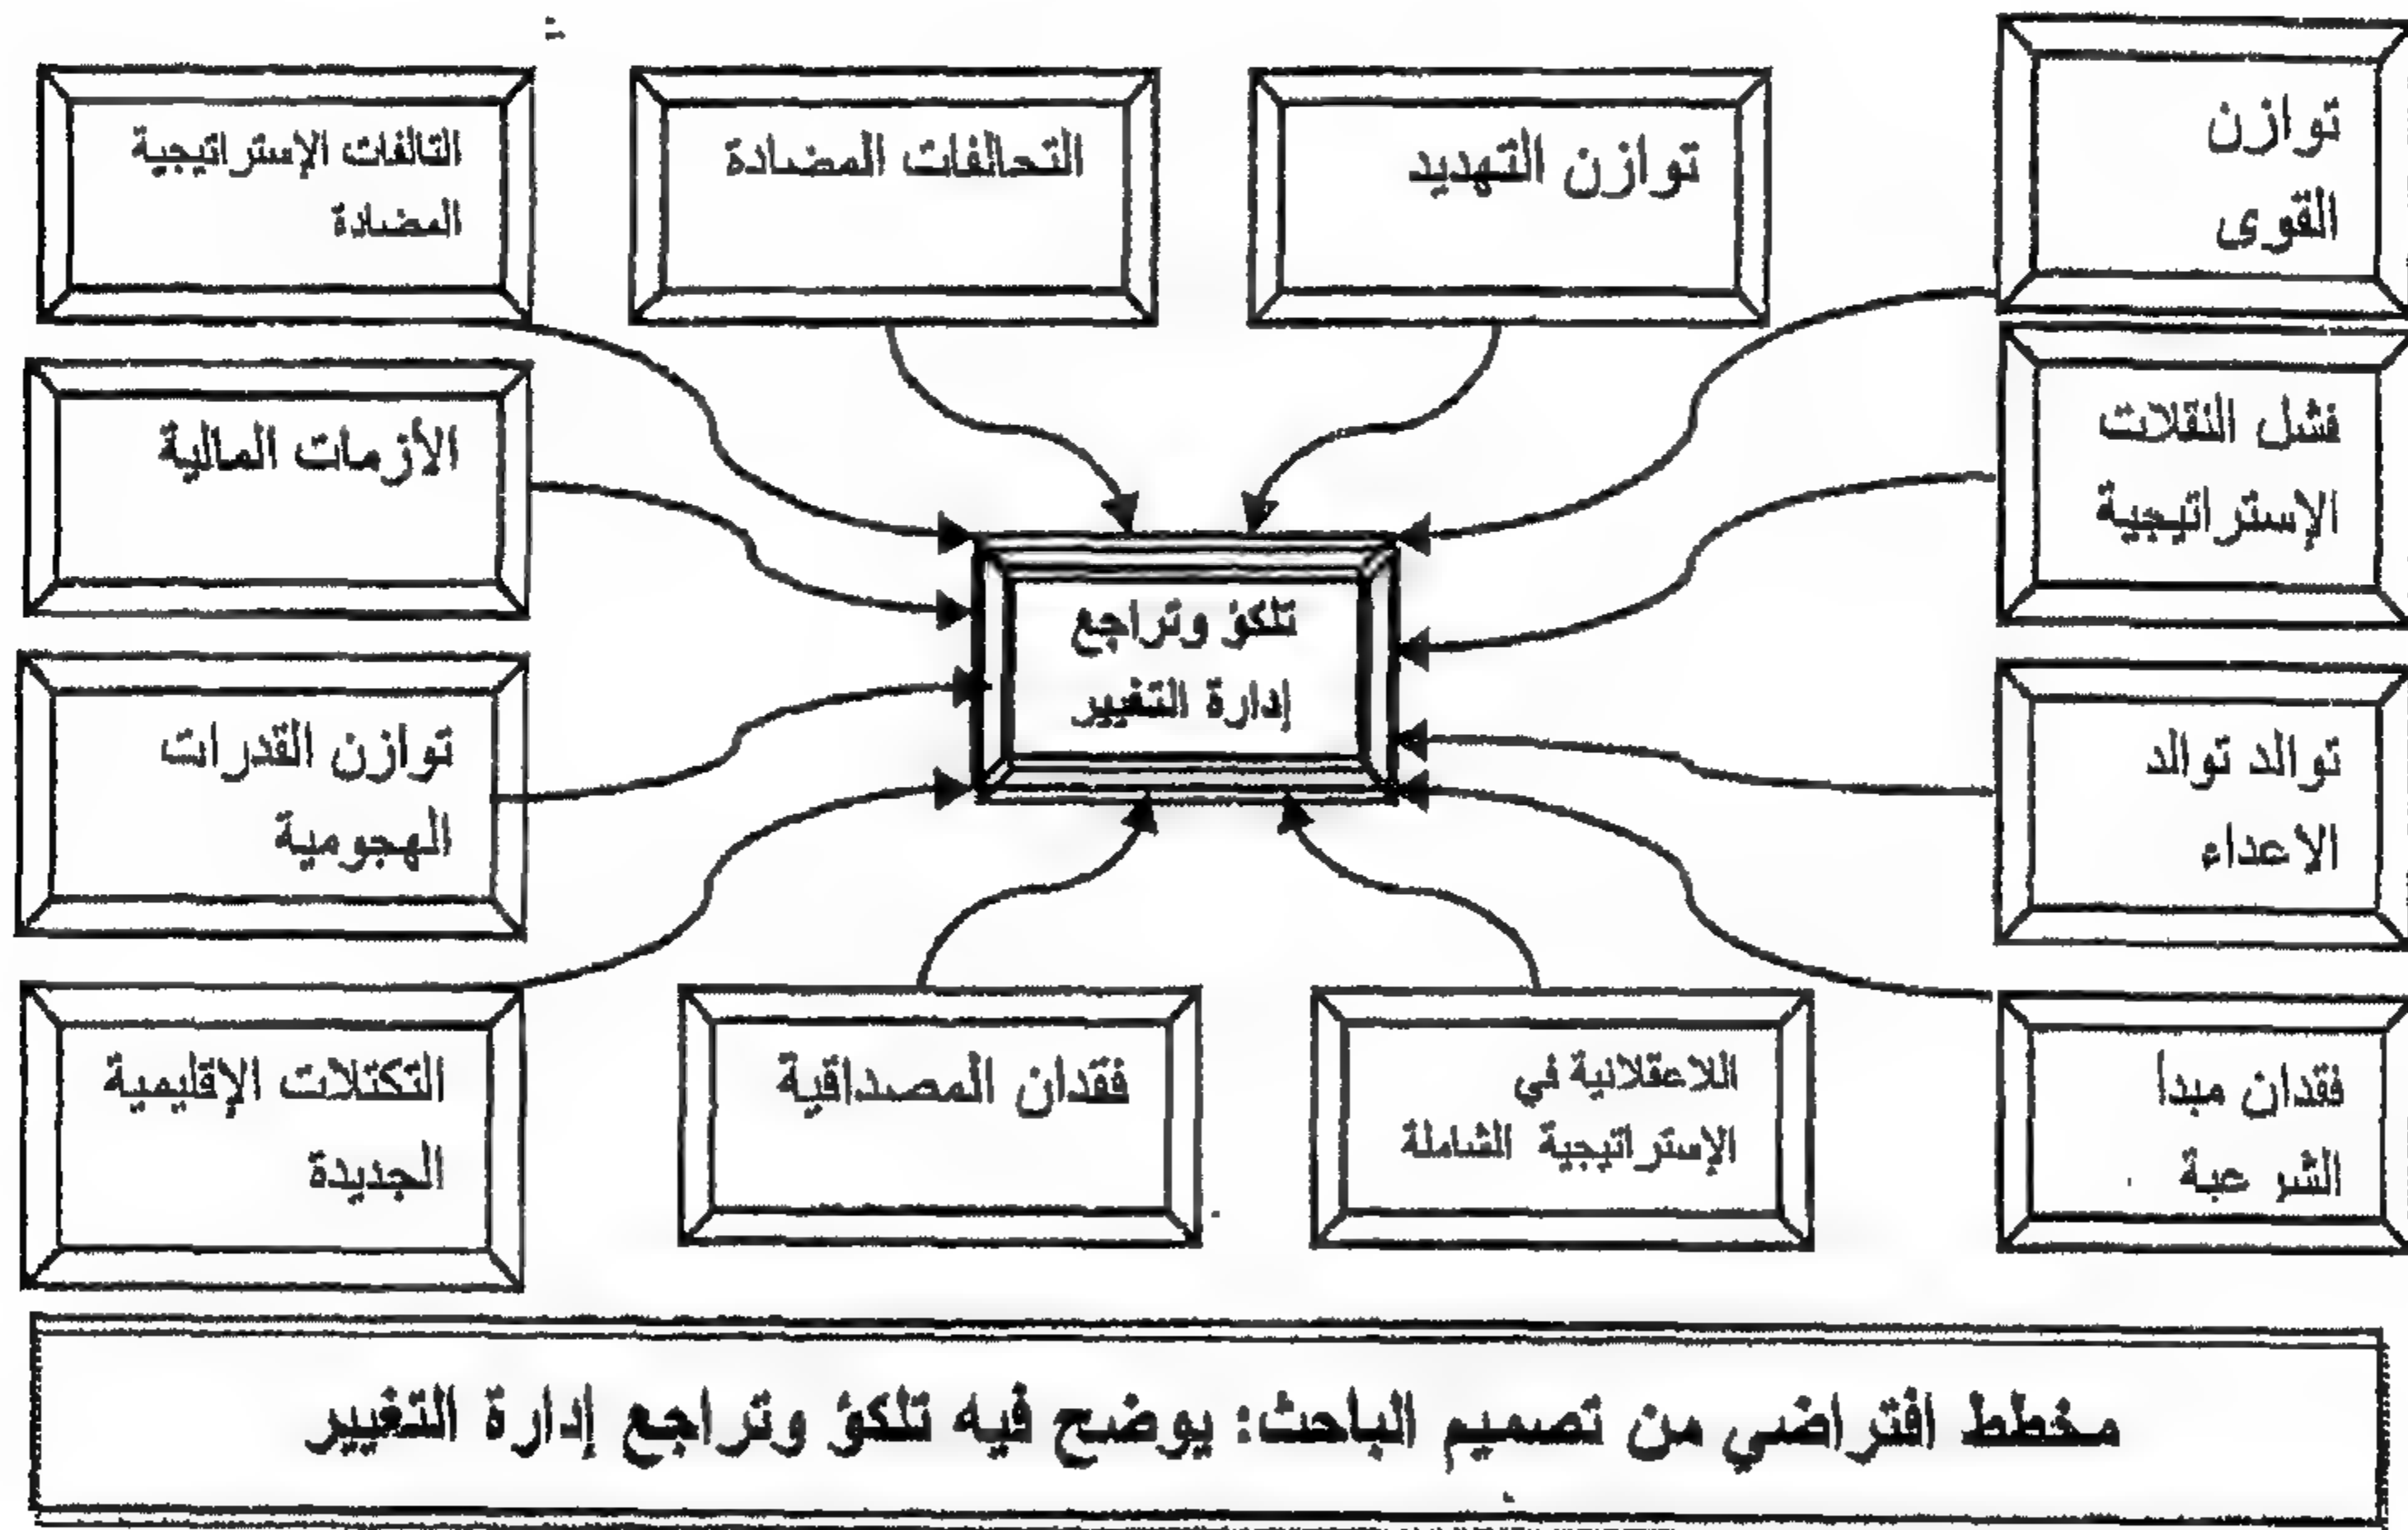 توازن
القوى
توازن التهديد
التحالفات المضادة
التالفات الإستراتيجية
المضادة
فشل النقلات
الإستراتيجية
الأزمات المالية
تلكؤ وتراجع
إدارة التغيير
توالد توالد
الاعداء
توازن القدرات
الهجومية
فقدان مبدا
الشرعية
اللاعقلانية في
الإستراتيجية الشاملة
فقدان المصداقية
التكتلات الإقليمية
الجديدة
مخطط افتراضي من تصميم الباحث: يوضح فيه تلكؤ وتراجع إدارة التغيير